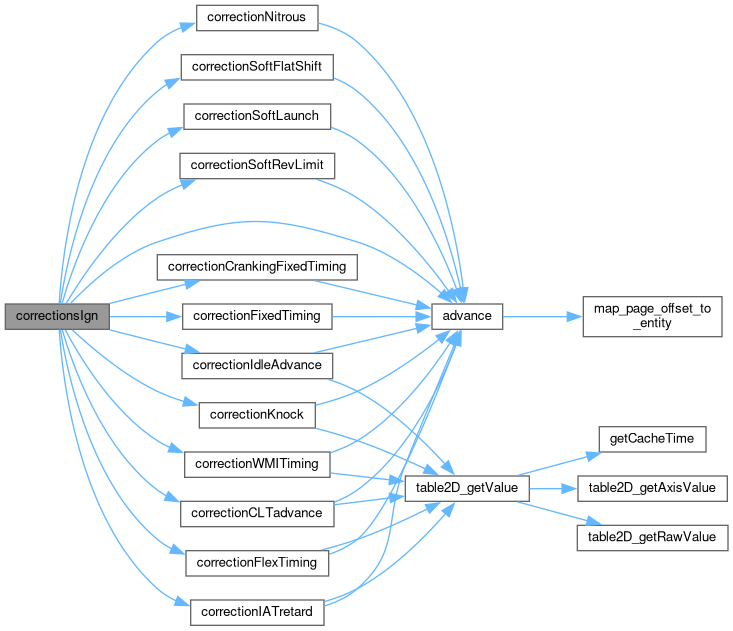 correctionNitrous
correctionSoftFlatShift
correctionSoftLaunch
correctionSoftRevLimit
correctionCrankingFixedTiming
correctionsIgn
correctionFixedTiming
advance
map_page_offset_to
_entity
correctionIdleAdvance
correctionKnock
getCacheTime
correctionWMITiming
table2D_getValue
table2D_getAxisValue
correctionCLTadvance
table2D_getRawValue
correctionFlexTiming
correctionIATretard